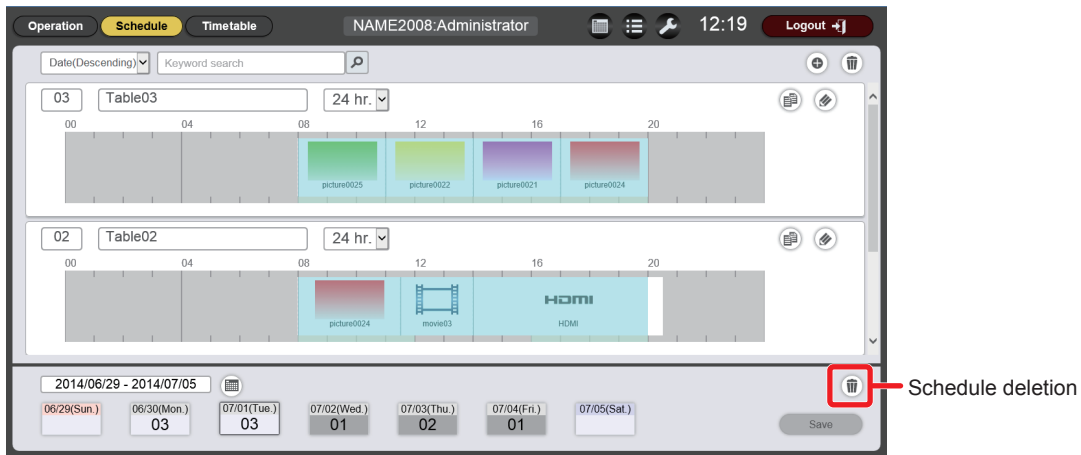 Operation Schedule Timetable NAME2008:Administrator 12:19 Logout
Date(Descending) Keyword search
03 Table03 24 hr.
00 04 08 12 16 20
picture0025 picture0022 picture0021 picture0024
02 Table02 24 hr.
00 04 08 12 16 20
HDMI
picture0024 movie03 HDMI
2014/06/29 - 2014/07/05
Schedule deletion
06/29(Sun.) 06/30(Mon.) 07/01(Tue.) 07/02(Wed.) 07/03(Thu.) 07/04(Fri.) 07/05(Sat.)
03 03 01 02 01 Save